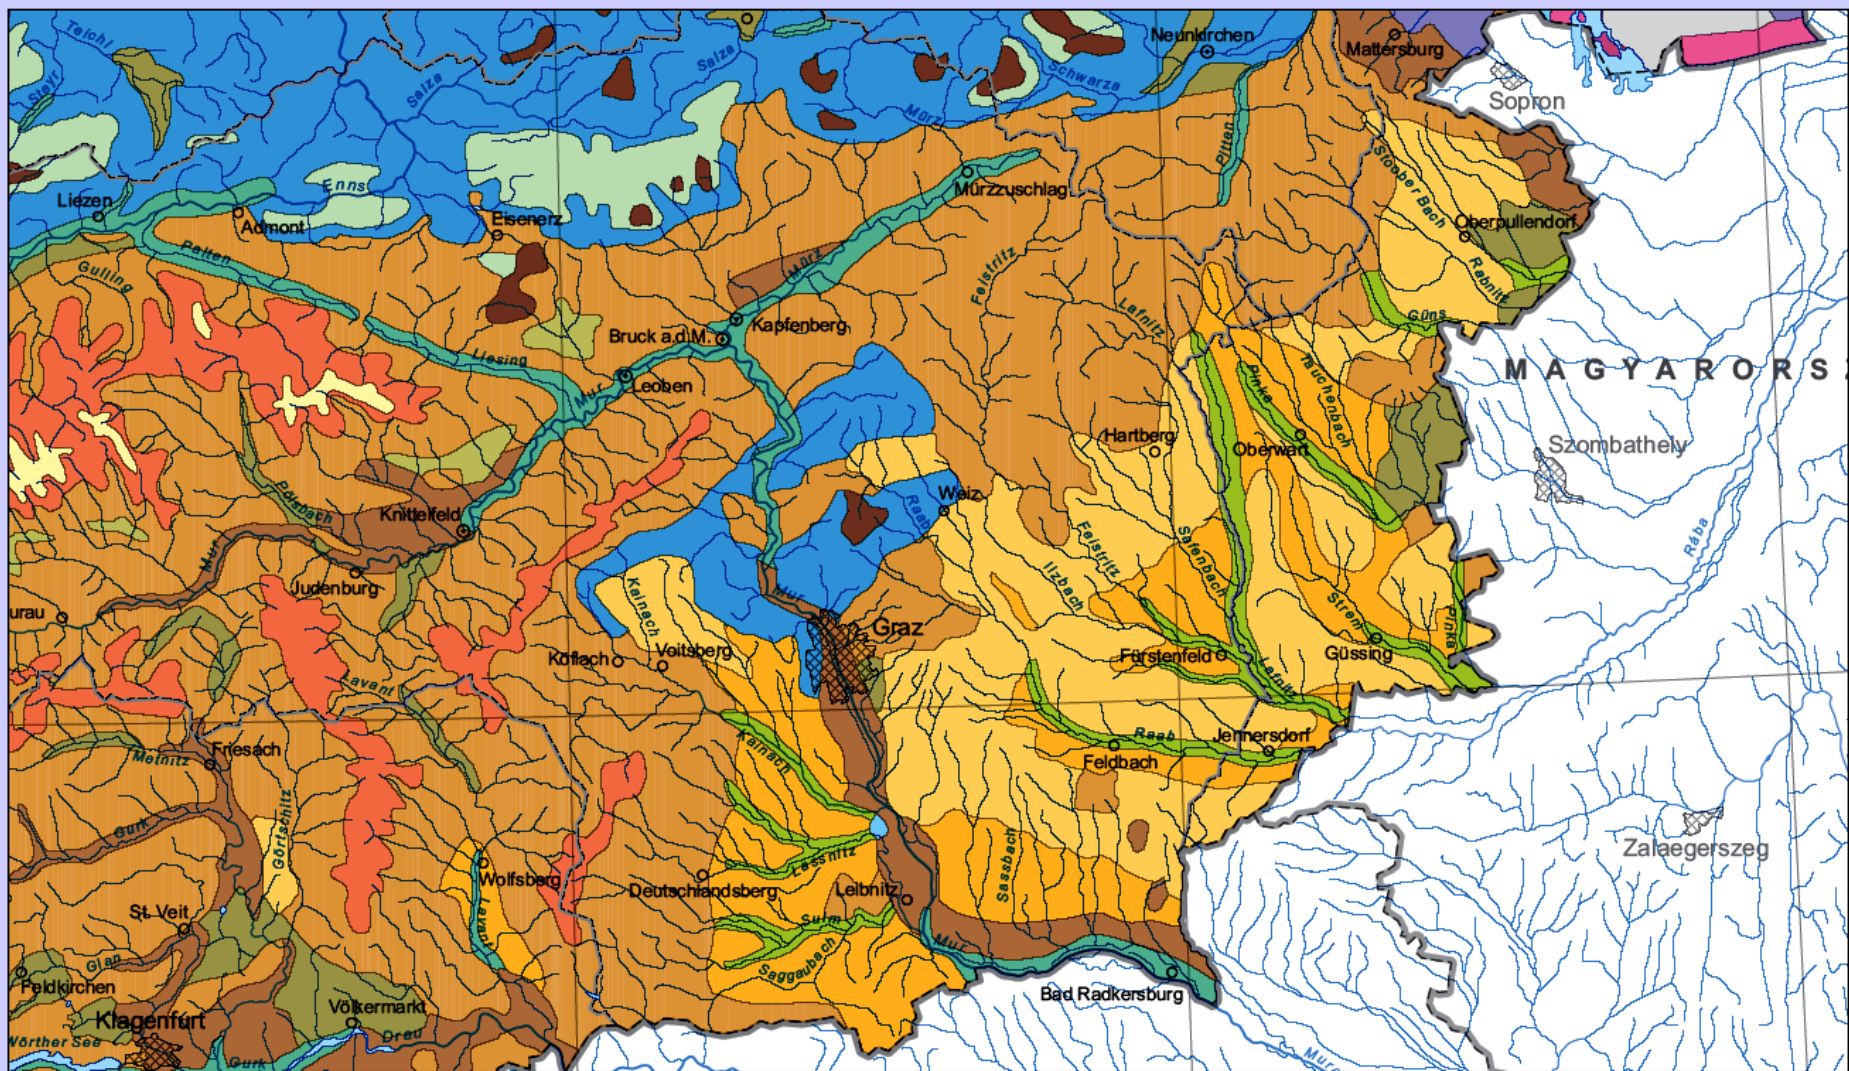 Teichl
Steyr
Salza
Salza
Schwarza
Neunkirchen
Mattersburg
Sopron
Mürz
Pitten
Stoober Bach
Liezen
Enns
Admont
Eisenerz
Mürzzuschlag
Oberpullendorf
Rabnitz
Palten
Gulling
Mürz
Feistritz
Lafnitz
Güns
Bruck a.d.M.
Kapfenberg
Liesing
Leoben
Mur
Pinka
Tauchenbach
MAGYARORSZ
Hartberg
Oberwart
Szombathely
Pölsbach
Knittelfeld
Weiz
Raab
Mur
Judenburg
Feistritz
Safenbach
Ilzbach
Rába
urau
Kainach
Mur
Graz
Strem
Pinka
Köflach
Voitsberg
Fürstenfeld
Güssing
Lavant
Lafnitz
Metnitz
Friesach
Kainach
Raab
Jennersdorf
Feldbach
Gurk
Görtschitz
Wolfsberg
Lavant
Lassnitz
Sassbach
Zalaegerszeg
Deutschlandsberg
Leibnitz
St. Veit
Sulm
Glan
Saggaubach
Mur
Feldkirchen
Völkermarkt
Bad Radkersburg
Klagenfurt
Drau
Wörther See
Gurk
Mura